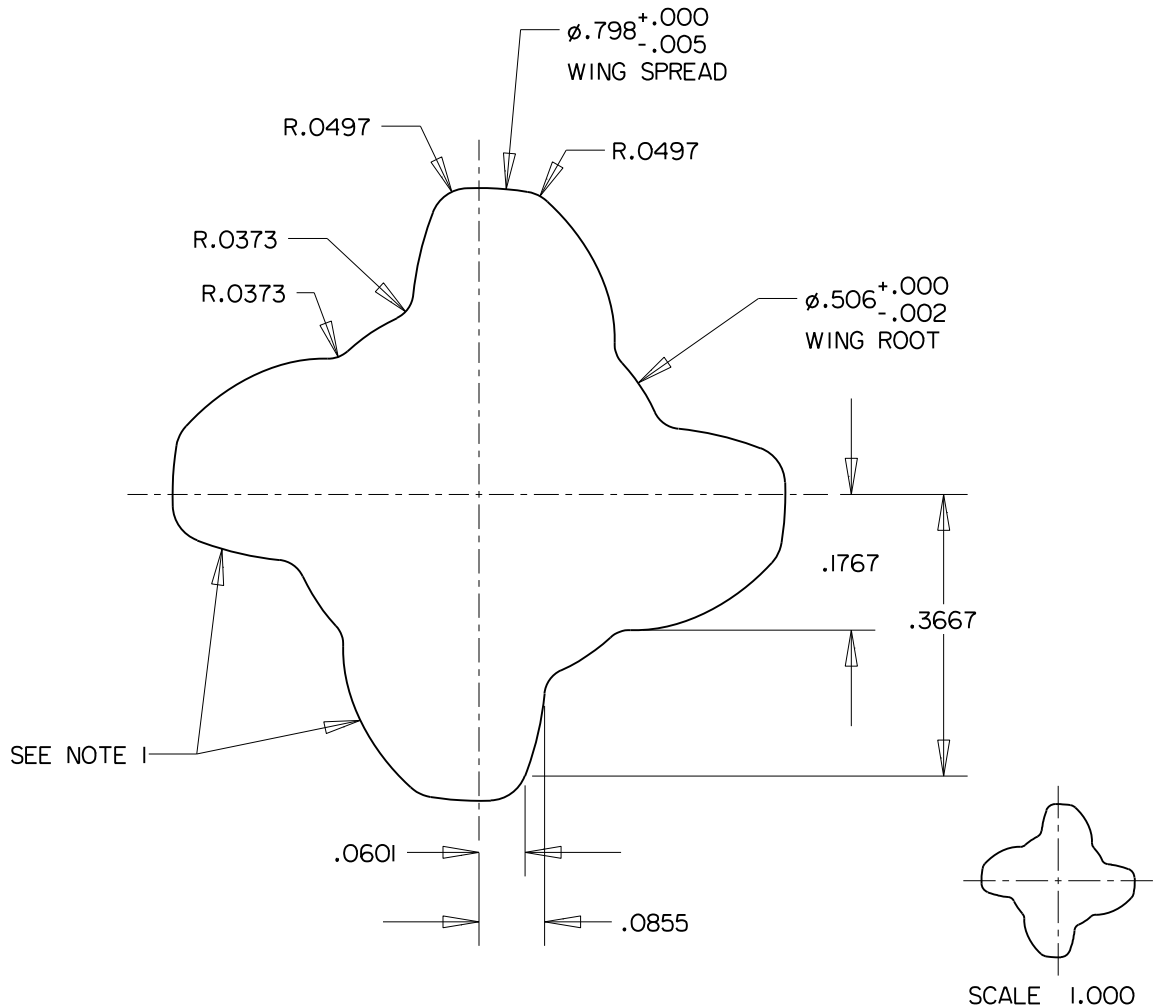 ø.798 +.000
-.005
WING SPREAD
R.0497
R.0497
R.0373
R.0373
ø.506 +.000
-.002
WING ROOT
.1767
.3667
SEE NOTE 1
.0601
.0855
SCALE 1.000